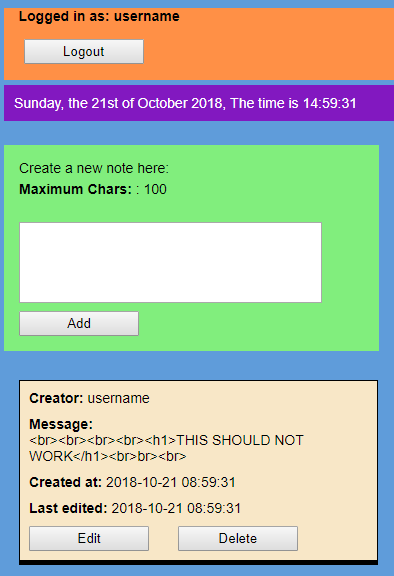 Logged in as: username
Logout
Sunday, the 21st of October 2018, The time is 14:59:31
Create a new note here:
Maximum Chars: : 100
Add
Creator: username
Message:
<br><br><br><br><h1>THIS SHOULD NOT
WORK</h1><br>br><br>
Created at: 2018-10-21 08:59:31
Last edited: 2018-10-21 08:59:31
Edit
Delete